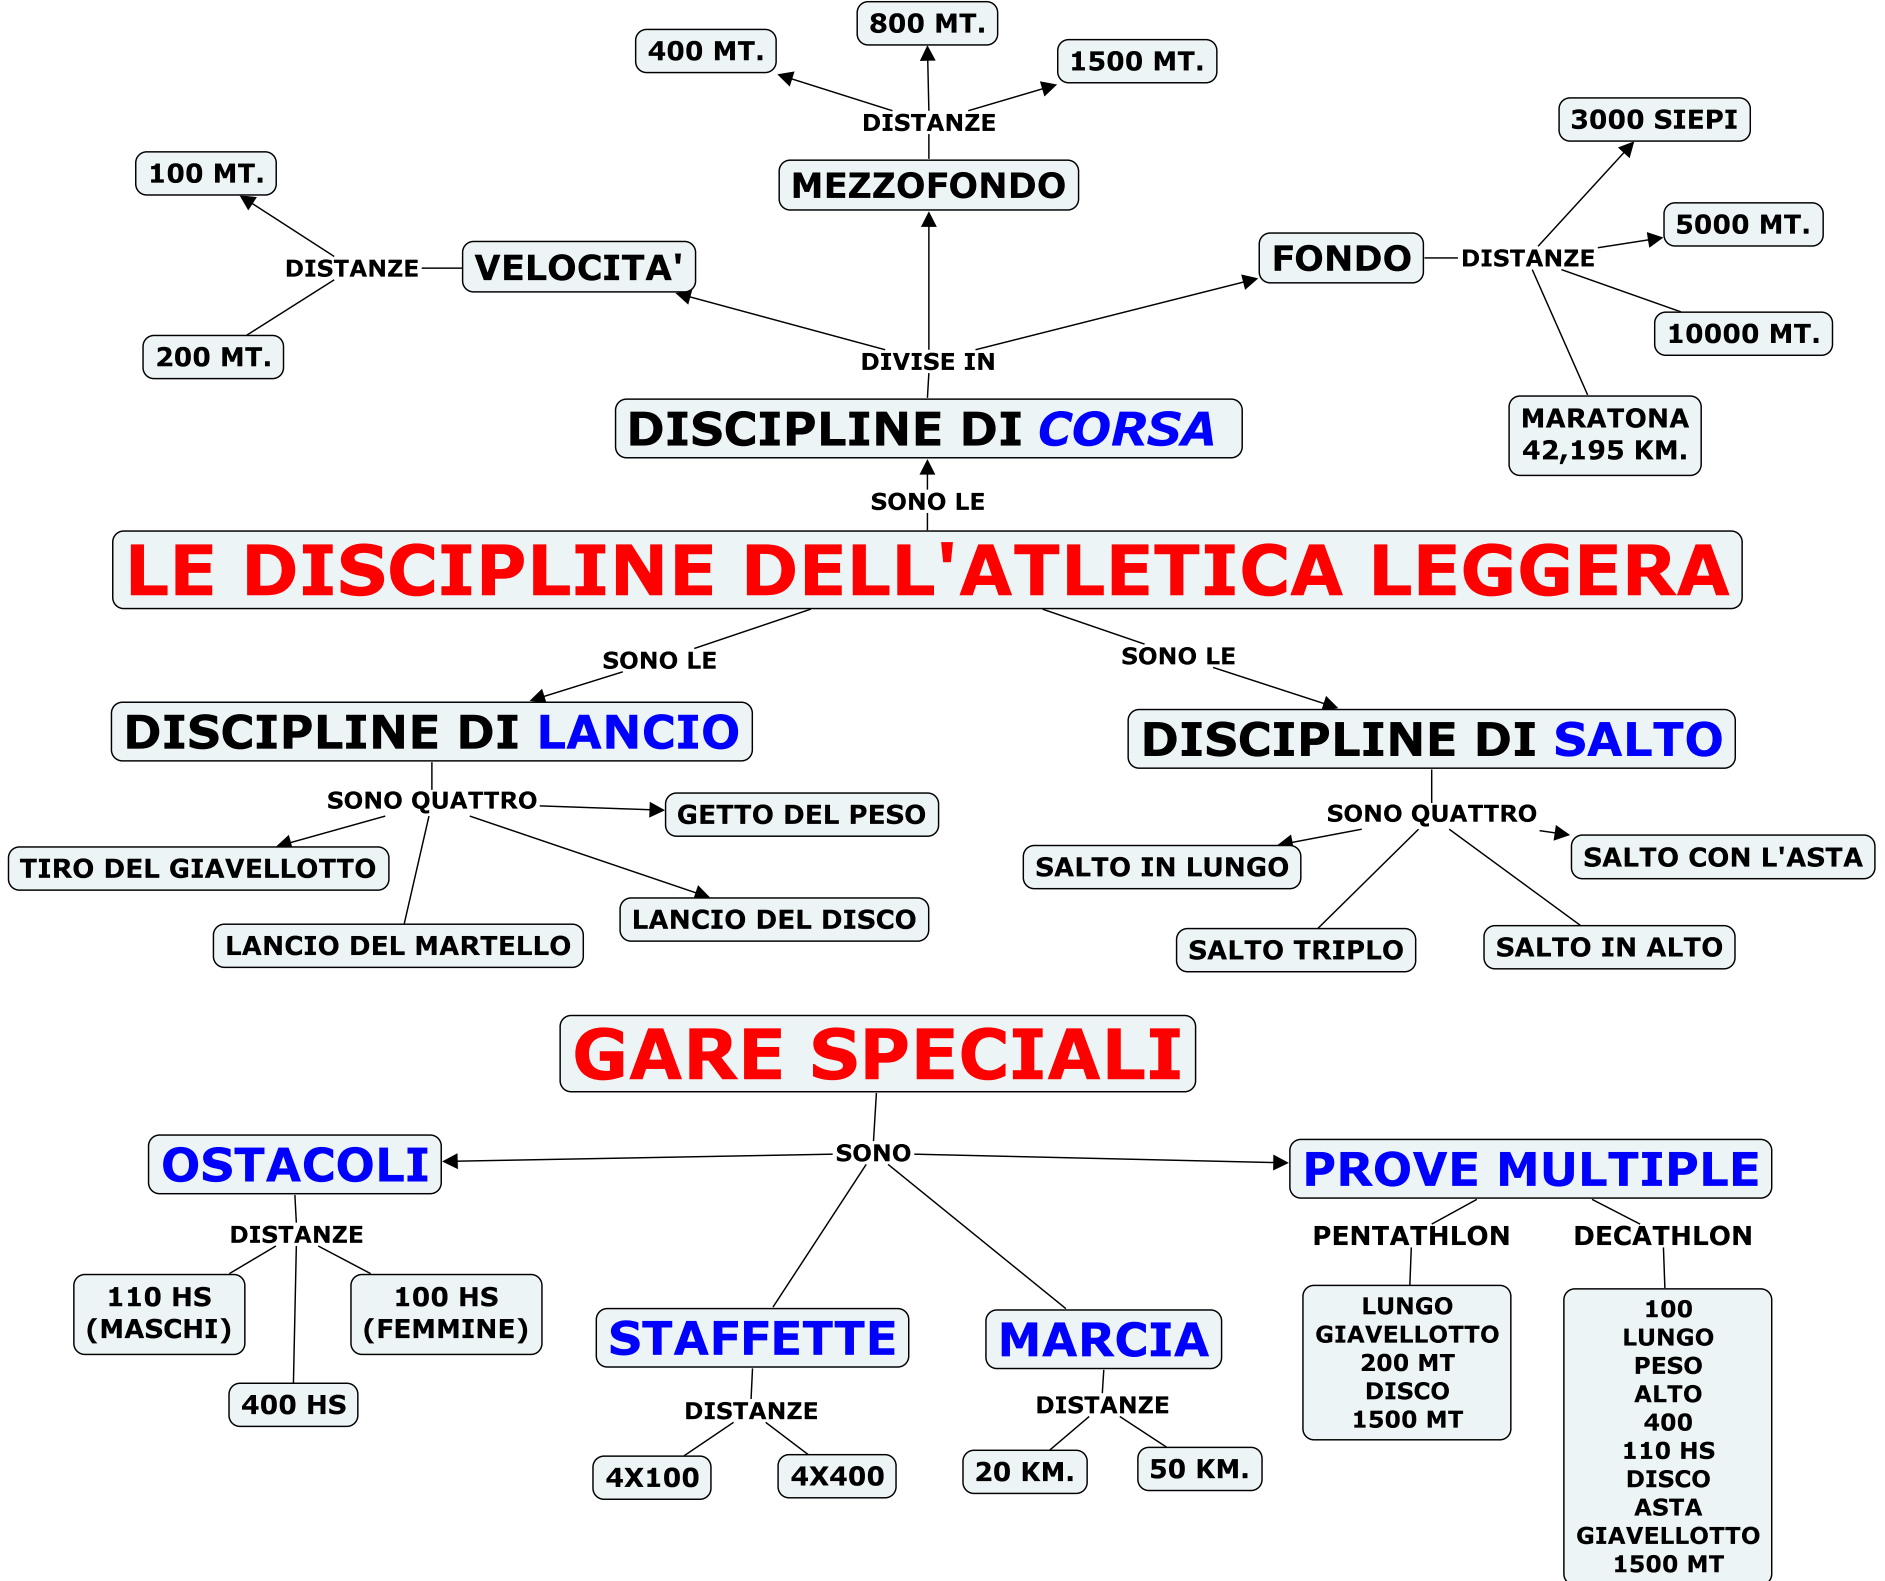 800 MT.
400 MT.
1500 MT.
DISTANZE
3000 SIEPI
100 MT.
MEZZOFONDO
5000 MT.
DISTANZE
VELOCITA'
FONDO
DISTANZE
10000 MT.
200 MT.
DIVISE IN
MARATONA
42,195 KM.
DISCIPLINE DI CORSA
SONO LE
LE DISCIPLINE DELL'ATLETICA LEGGERA
SONO LE
SONO LE
DISCIPLINE DI LANCIO
DISCIPLINE DI SALTO
SONO QUATTRO
GETTO DEL PESO
TIRO DEL GIAVELLOTTO
LANCIO DEL DISCO
LANCIO DEL MARTELLO
SONO QUATTRO
SALTO IN LUNGO
SALTO CON L'ASTA
SALTO TRIPLO
SALTO IN ALTO
GARE SPECIALI
SONO
OSTACOLI
PROVE MULTIPLE
DISTANZE
110 HS
(MASCHI)
100 HS
(FEMMINE)
400 HS
STAFFETTE
DISTANZE
4X100
4X400
MARCIA
DISTANZE
20 KM.
50 KM.
PENTATHLON
LUNGO
GIAVELLOTTO
200 MT
DISCO
1500 MT
DECATHLON
100
LUNGO
PESO
ALTO
400
110 HS
DISCO
ASTA
GIAVELLOTTO
1500 MT